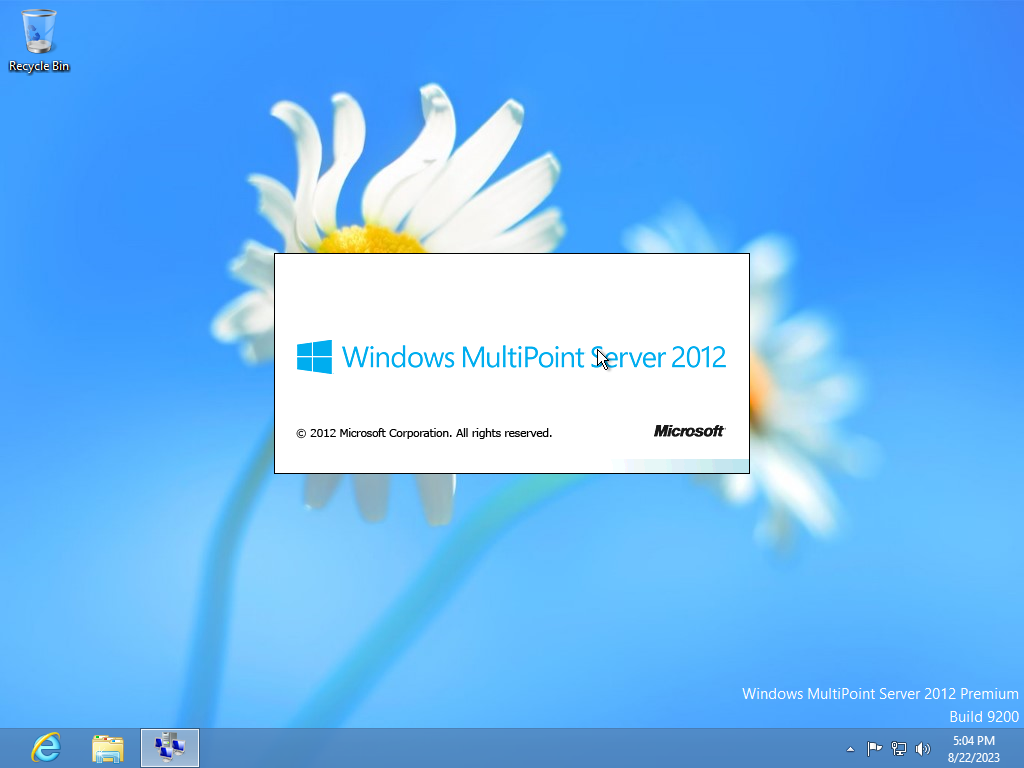 Recycle Bin
Windows MultiPoint Server 2012
© 2012 Microsoft Corporation. All rights reserved.
Microsoft
Windows MultiPoint Server 2012 Premium
Build 9200
5:04 PM
8/22/2023